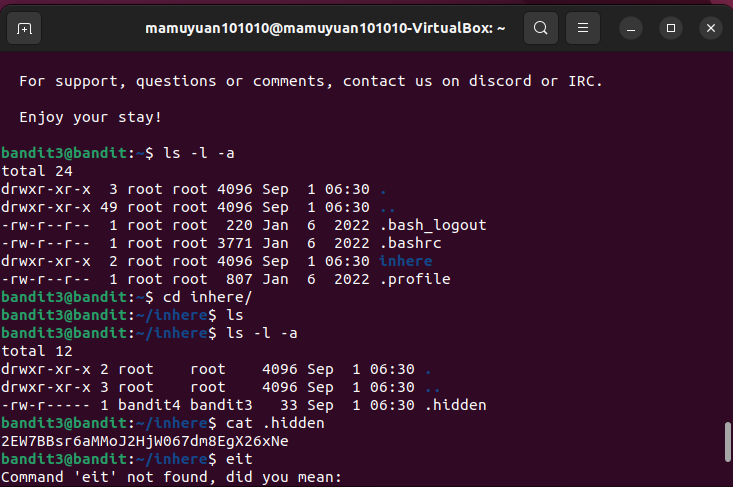 mamuyuan101010@mamuyuan101010-VirtualBox: ~
For support, questions or comments, contact us on discord or IRC.
Enjoy your stay!
bandit3@bandit:~$ ls -l -a
total 24
drwxr-xr-x  3 root root 4096 Sep  1 06:30 .
drwxr-xr-x 49 root root 4096 Sep  1 06:30 ..
-rw-r--r--  1 root root  220 Jan  6  2022 .bash_logout
-rw-r--r--  1 root root 3771 Jan  6  2022 .bashrc
drwxr-xr-x  2 root root 4096 Sep  1 06:30 inhere
-rw-r--r--  1 root root  807 Jan  6  2022 .profile
bandit3@bandit:~$ cd inhere/
bandit3@bandit:~/inhere$ ls
bandit3@bandit:~/inhere$ ls -l -a
total 12
drwxr-xr-x 2 root    root    4096 Sep  1 06:30 .
drwxr-xr-x 3 root    root    4096 Sep  1 06:30 ..
-rw-r----- 1 bandit4 bandit3   33 Sep  1 06:30 .hidden
bandit3@bandit:~/inhere$ cat .hidden
2EW7BBsr6aMMoJ2HjW067dm8EgX26xNe
bandit3@bandit:~/inhere$ eit
Command 'eit' not found, did you mean: